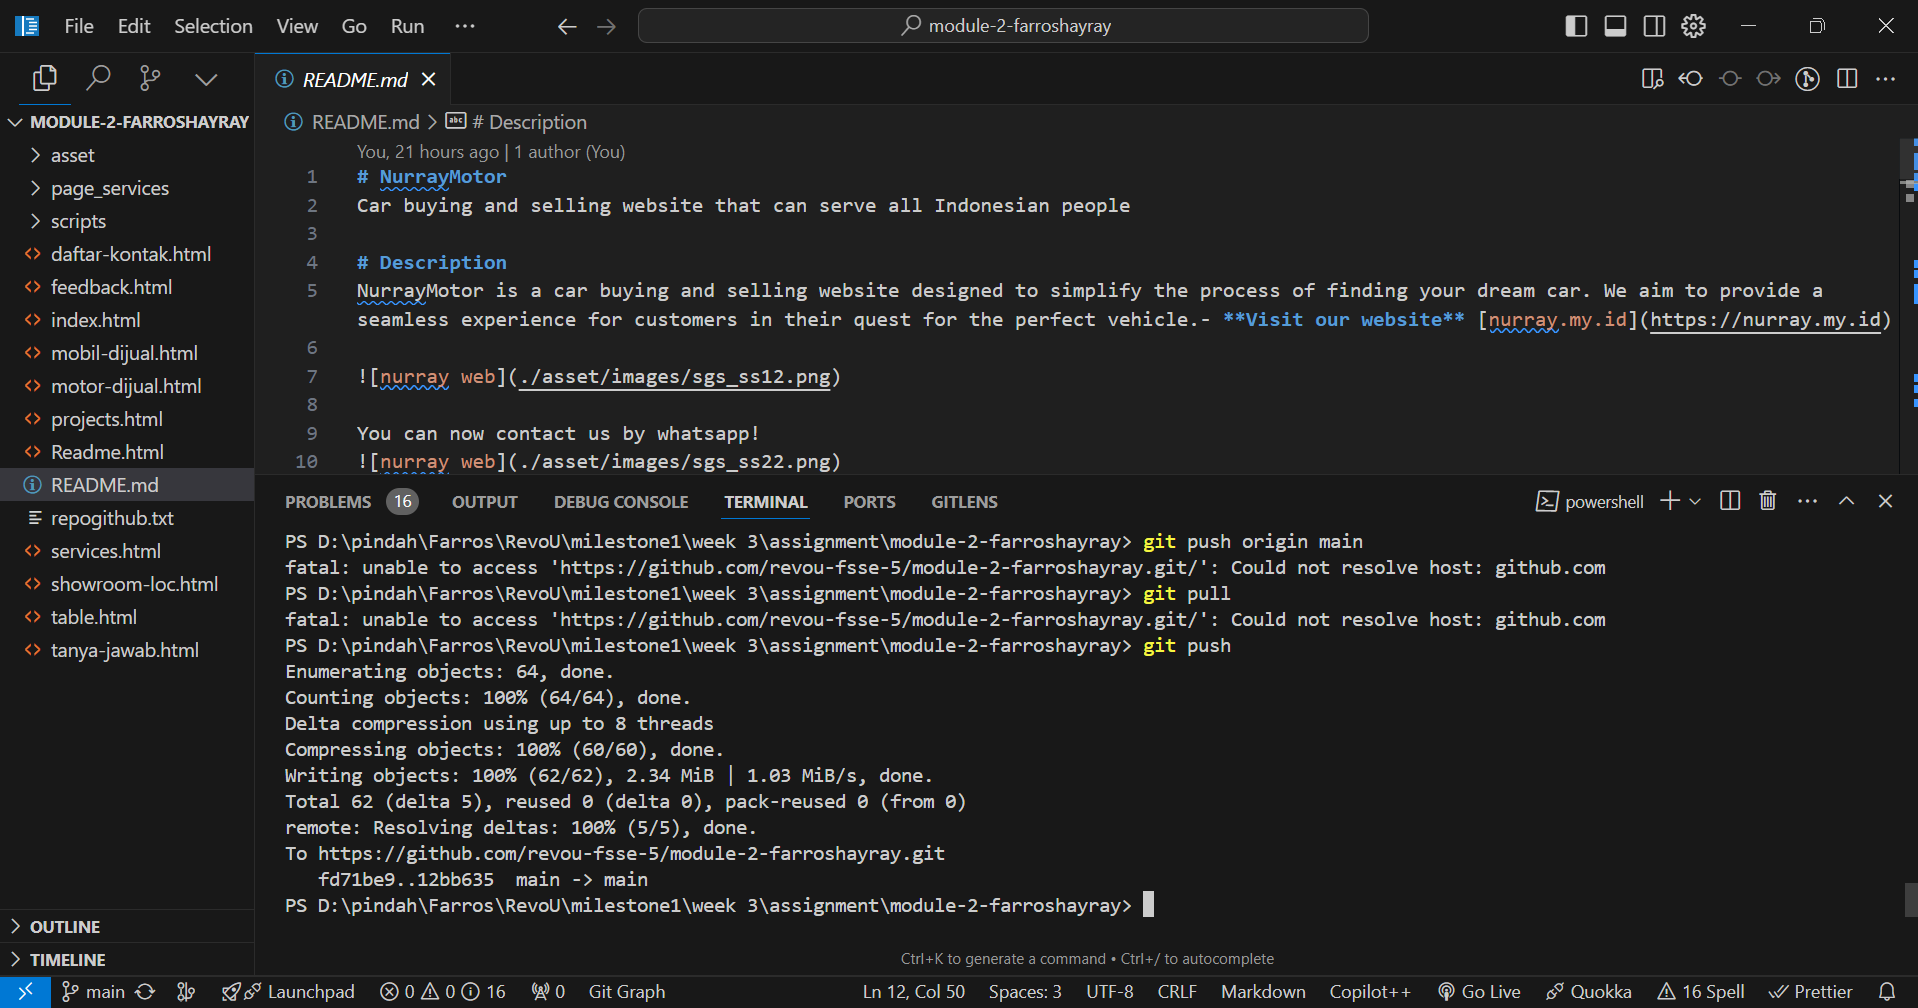 File Edit Selection View Go Run ··· module-2-farroshayray
README.md
MODULE-2-FARROSHAYRAY
asset
page_services
scripts
daftar-kontak.html
feedback.html
index.html
mobil-dijual.html
motor-dijual.html
projects.html
Readme.html
README.md
repogithub.txt
services.html
showroom-loc.html
table.html
tanya-jawab.html
OUTLINE
TIMELINE
README.md > abc # Description
You, 21 hours ago | 1 author (You)
1 # NurrayMotor
2 Car buying and selling website that can serve all Indonesian people
3
4 # Description
5 NurrayMotor is a car buying and selling website designed to simplify the process of finding your dream car. We aim to provide a
seamless experience for customers in their quest for the perfect vehicle.- **Visit our website** [nurray.my.id](https://nurray.my.id)
6
7 ![nurray web](./asset/images/sgs_ss12.png)
8
9 You can now contact us by whatsapp!
10 ![nurray web](./asset/images/sgs_ss22.png)
PROBLEMS 16 OUTPUT DEBUG CONSOLE TERMINAL PORTS GITLENS powershell
PS D:\pindah\Farros\RevoU\milestone1\week 3\assignment\module-2-farroshayray> git push origin main
fatal: unable to access 'https://github.com/revou-fsse-5/module-2-farroshayray.git/': Could not resolve host: github.com
PS D:\pindah\Farros\RevoU\milestone1\week 3\assignment\module-2-farroshayray> git pull
fatal: unable to access 'https://github.com/revou-fsse-5/module-2-farroshayray.git/': Could not resolve host: github.com
PS D:\pindah\Farros\RevoU\milestone1\week 3\assignment\module-2-farroshayray> git push
Enumerating objects: 64, done.
Counting objects: 100% (64/64), done.
Delta compression using up to 8 threads
Compressing objects: 100% (60/60), done.
Writing objects: 100% (62/62), 2.34 MiB | 1.03 MiB/s, done.
Total 62 (delta 5), reused 0 (delta 0), pack-reused 0 (from 0)
remote: Resolving deltas: 100% (5/5), done.
To https://github.com/revou-fsse-5/module-2-farroshayray.git
fd71be9..12bb635 main -> main
PS D:\pindah\Farros\RevoU\milestone1\week 3\assignment\module-2-farroshayray>
Ctrl+K to generate a command • Ctrl+/ to autocomplete
main Launchpad 0 0 16 0 Git Graph Ln 12, Col 50 Spaces: 3 UTF-8 CRLF Markdown Copilot++ Go Live Quokka 16 Spell Prettier